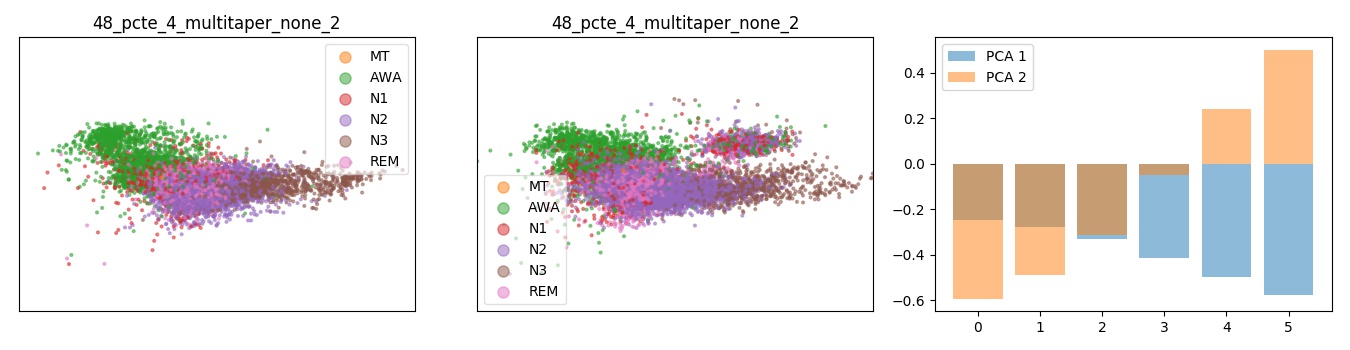 48_pcte_4_multitaper_none_2
MT
AWA
N1
N2
N3
REM
48_pcte_4_multitaper_none_2
MT
AWA
N1
N2
N3
REM
PCA 1
PCA 2
0.4
0.2
0.0
−0.2
−0.4
−0.6
0 1 2 3 4 5